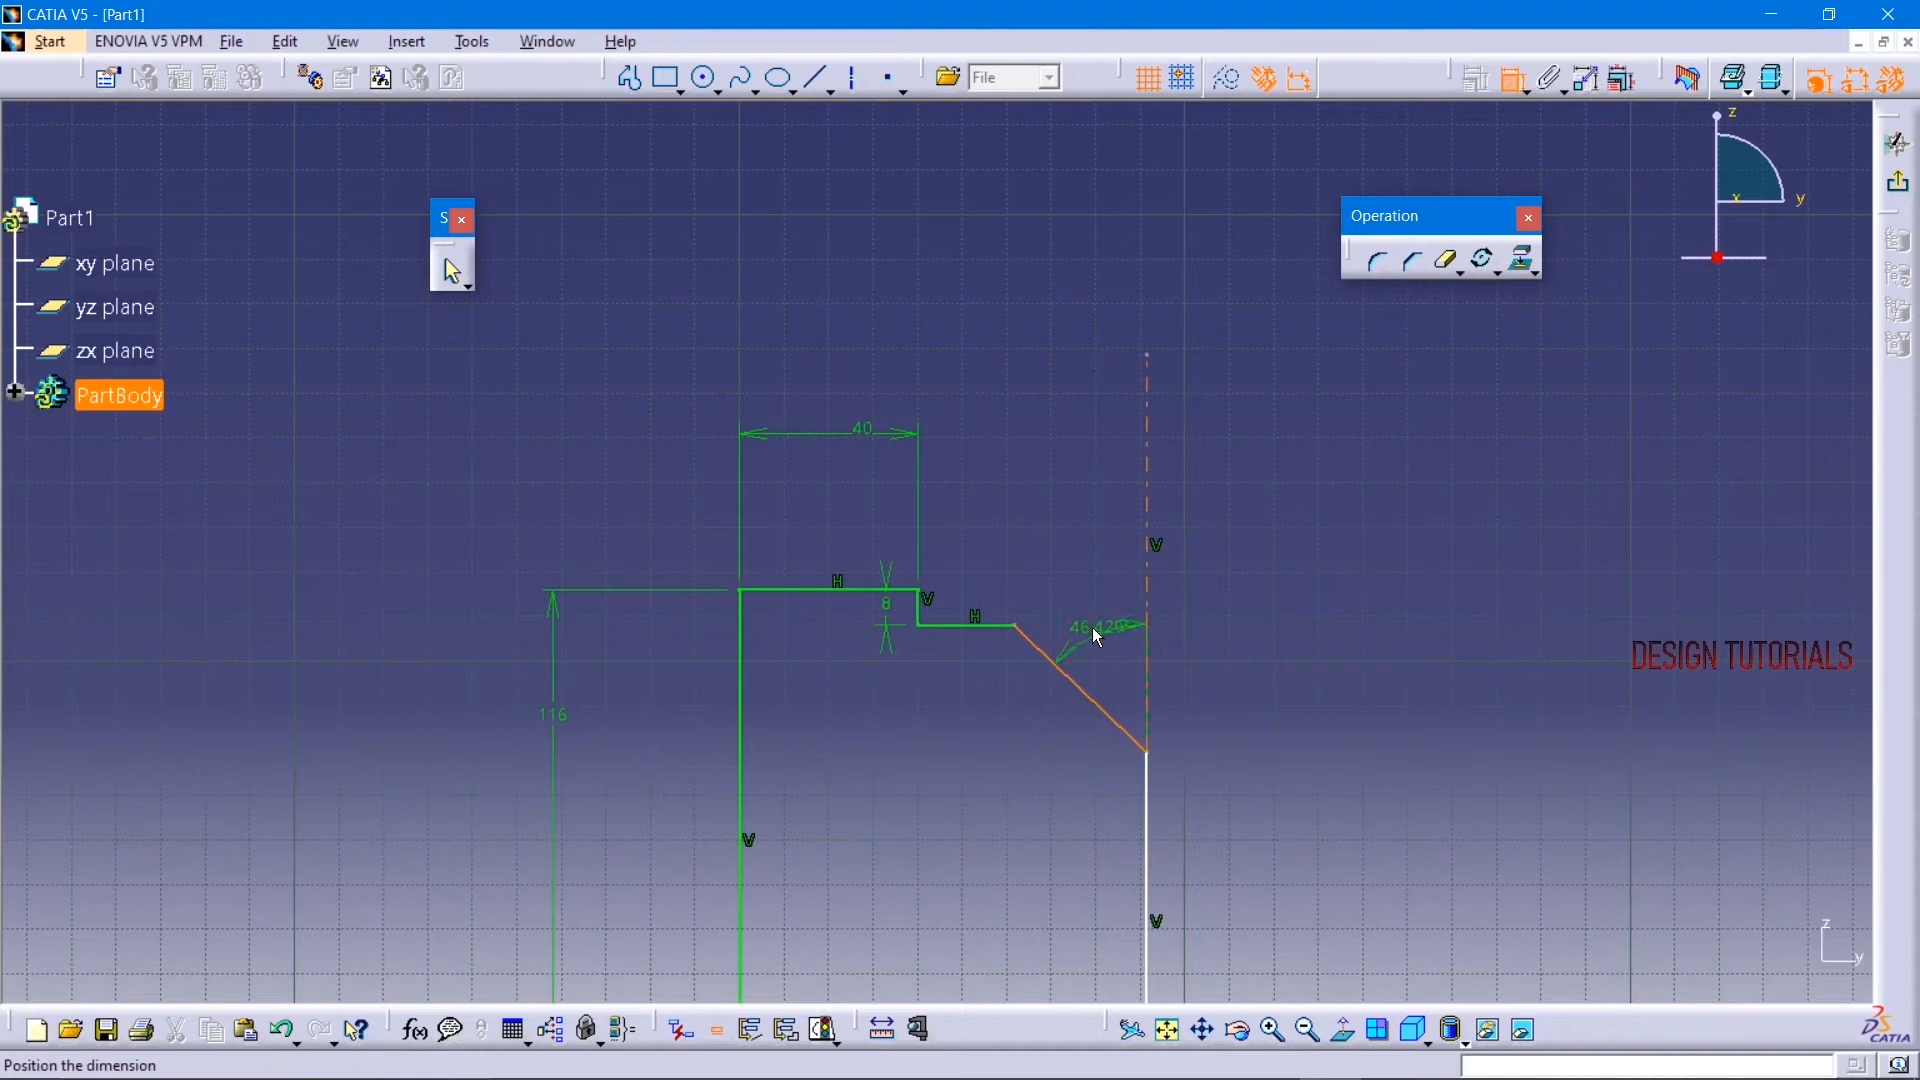 CATIA V5 - [Part1]
Start ENOVIA V5 VPM File Edit View Insert Tools Window Help
File
z
x y
S
Operation
Part1
xy plane
yz plane
zx plane
PartBody
40
V
H
8
V
H
DESIGN TUTORIALS
116
V
V
z
y
f(x)
CATIA
Position the dimension